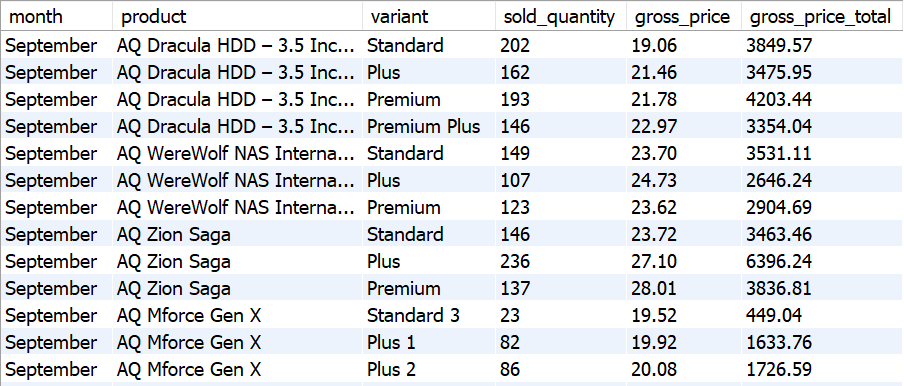 month product variant sold_quantity gross_price gross_price_total
September AQ Dracula HDD – 3.5 Inc... Standard 202 19.06 3849.57
September AQ Dracula HDD – 3.5 Inc... Plus 162 21.46 3475.95
September AQ Dracula HDD – 3.5 Inc... Premium 193 21.78 4203.44
September AQ Dracula HDD – 3.5 Inc... Premium Plus 146 22.97 3354.04
September AQ WereWolf NAS Interna... Standard 149 23.70 3531.11
September AQ WereWolf NAS Interna... Plus 107 24.73 2646.24
September AQ WereWolf NAS Interna... Premium 123 23.62 2904.69
September AQ Zion Saga Standard 146 23.72 3463.46
September AQ Zion Saga Plus 236 27.10 6396.24
September AQ Zion Saga Premium 137 28.01 3836.81
September AQ Mforce Gen X Standard 3 23 19.52 449.04
September AQ Mforce Gen X Plus 1 82 19.92 1633.76
September AQ Mforce Gen X Plus 2 86 20.08 1726.59